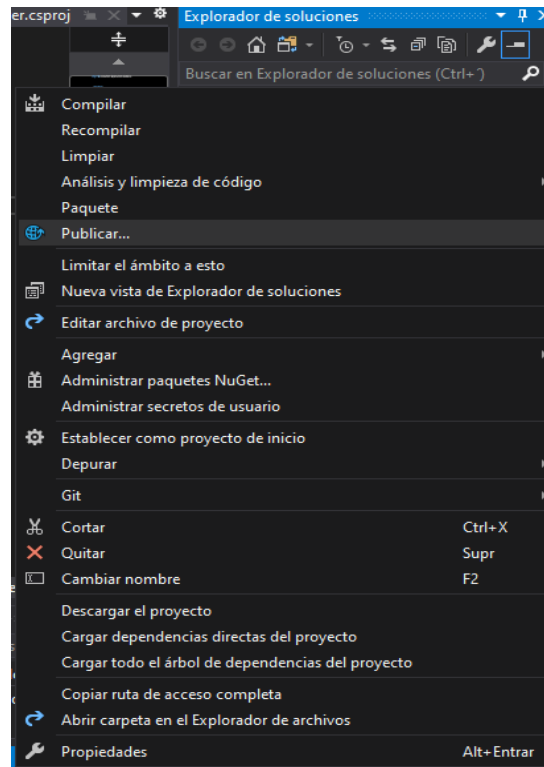 er.csproj
Explorador de soluciones
Buscar en Explorador de soluciones (Ctrl+´)
Compilar
Recompilar
Limpiar
Análisis y limpieza de código
Paquete
Publicar...
Limitar el ámbito a esto
Nueva vista de Explorador de soluciones
Editar archivo de proyecto
Agregar
Administrar paquetes NuGet...
Administrar secretos de usuario
Establecer como proyecto de inicio
Depurar
Git
Cortar Ctrl+X
Quitar Supr
Cambiar nombre F2
Descargar el proyecto
Cargar dependencias directas del proyecto
Cargar todo el árbol de dependencias del proyecto
Copiar ruta de acceso completa
Abrir carpeta en el Explorador de archivos
Propiedades Alt+Entrar